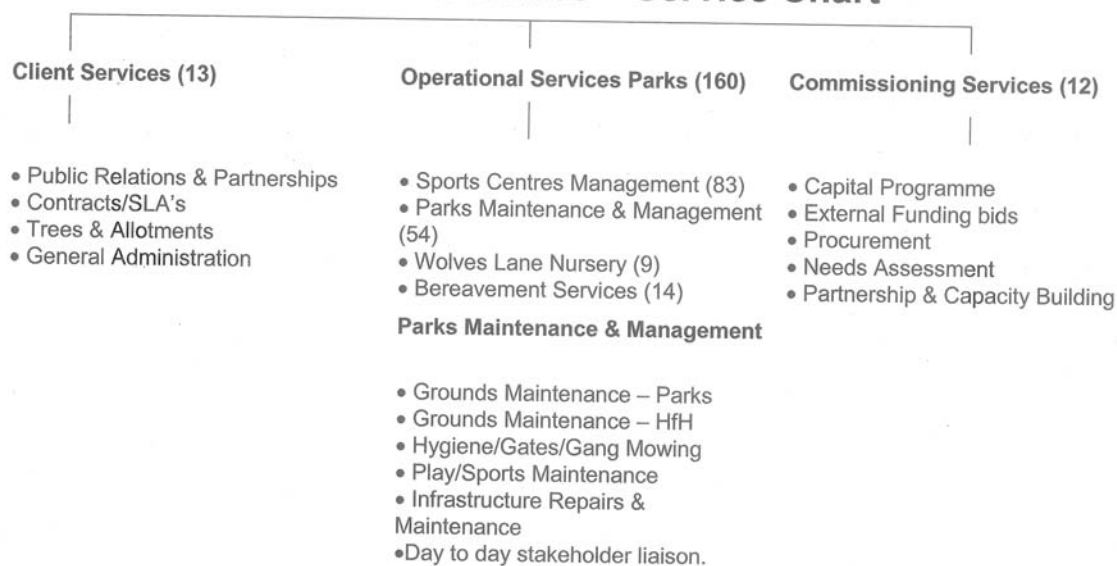 Client Services (13)
Public Relations & Partnerships
Contracts/SLA's
Trees & Allotments
General Administration
Operational Services Parks (160)
• Sports Centres Management (83)
• Parks Maintenance & Management
(54)
• Wolves Lane Nursery (9)
• Bereavement Services (14)
Parks Maintenance & Management
• Grounds Maintenance – Parks
• Grounds Maintenance – HfH
• Hygiene/Gates/Gang Mowing
• Play/Sports Maintenance
• Infrastructure Repairs &
Maintenance
•Day to day stakeholder liaison.
Commissioning Services (12)
• Capital Programme
• External Funding bids
• Procurement
• Needs Assessment
• Partnership & Capacity Building